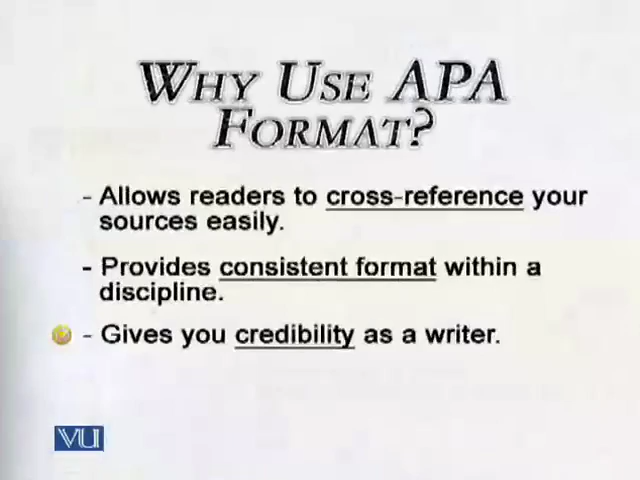 WHY USE APA
FORMAT?
- Allows readers to cross-reference your
sources easily.
- Provides consistent format within a
discipline.
- Gives you credibility as a writer.
VU